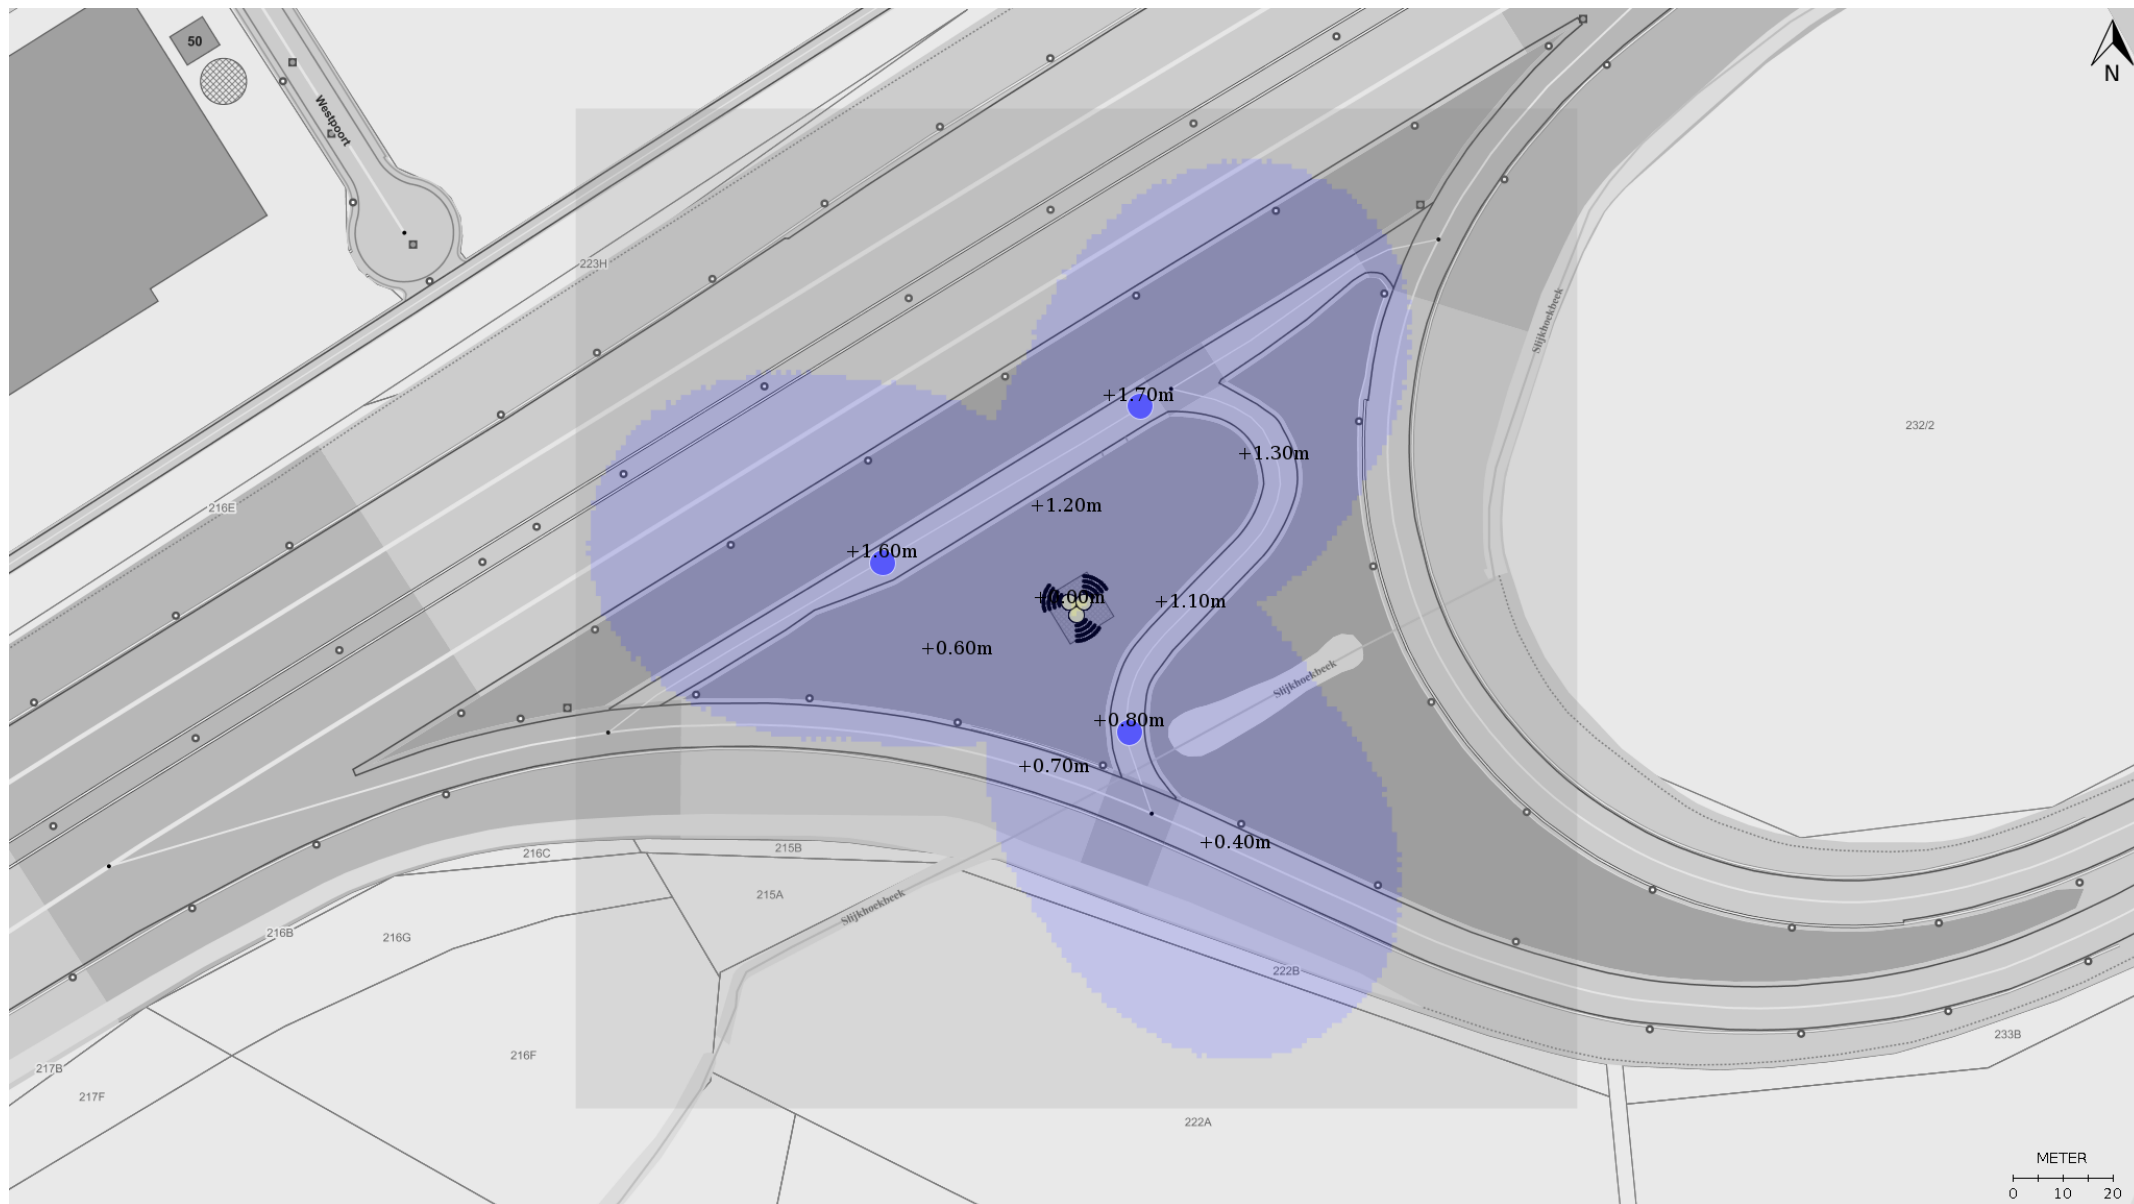 50
N
Westpoort
223H
Slijkhoekbeek
+1.70m
232/2
+1.30m
216E
+1.20m
+1.60m
+1.10m
+0.60m
Slijkhoekbeek
+0.80m
+0.70m
+0.40m
216C
215B
215A
Slijkhoekbeek
216B
216G
222B
216F
233B
217B
217F
222A
METER
0 10 20